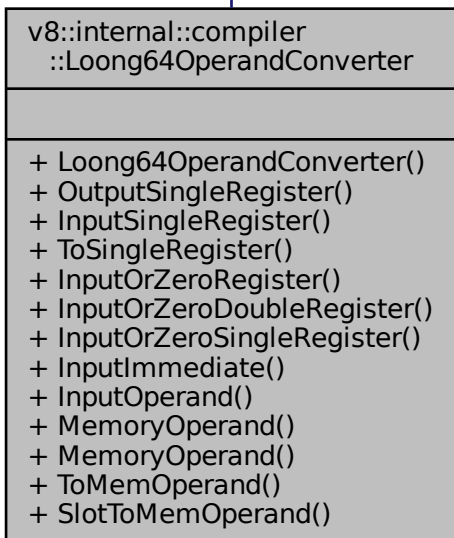 v8::internal::compiler
::Loong64OperandConverter
+ Loong64OperandConverter()
+ OutputSingleRegister()
+ InputSingleRegister()
+ ToSingleRegister()
+ InputOrZeroRegister()
+ InputOrZeroDoubleRegister()
+ InputOrZeroSingleRegister()
+ InputImmediate()
+ InputOperand()
+ MemoryOperand()
+ MemoryOperand()
+ ToMemOperand()
+ SlotToMemOperand()